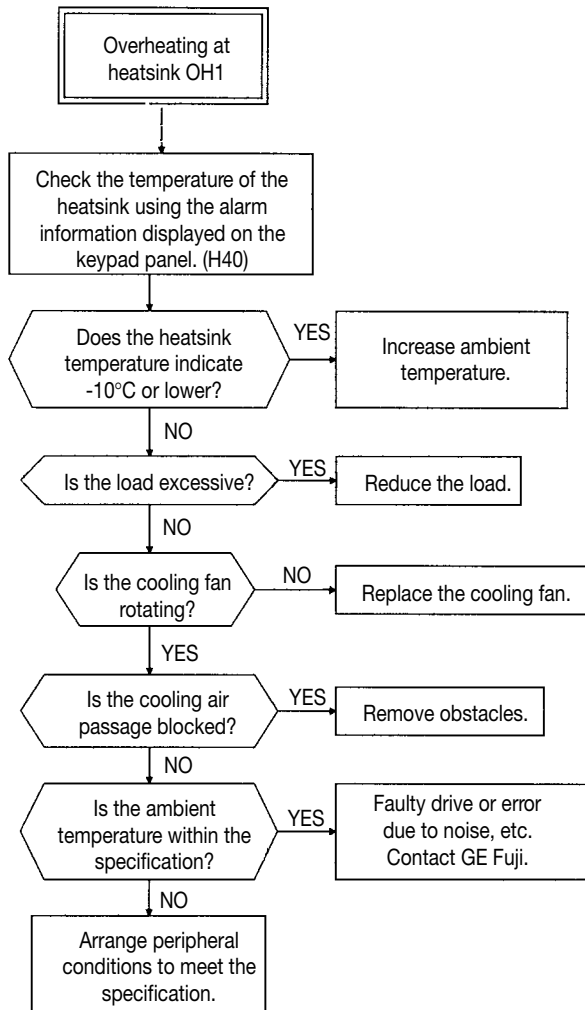 Overheating at
heatsink OH1
Check the temperature of the
heatsink using the alarm
information displayed on the
keypad panel. (H40)
Does the heatsink
temperature indicate
-10°C or lower?
YES
Increase ambient
temperature.
NO
Is the load excessive?
YES
Reduce the load.
NO
Is the cooling fan
rotating?
NO
Replace the cooling fan.
YES
Is the cooling air
passage blocked?
YES
Remove obstacles.
NO
Is the ambient
temperature within the
specification?
YES
Faulty drive or error
due to noise, etc.
Contact GE Fuji.
NO
Arrange peripheral
conditions to meet the
specification.